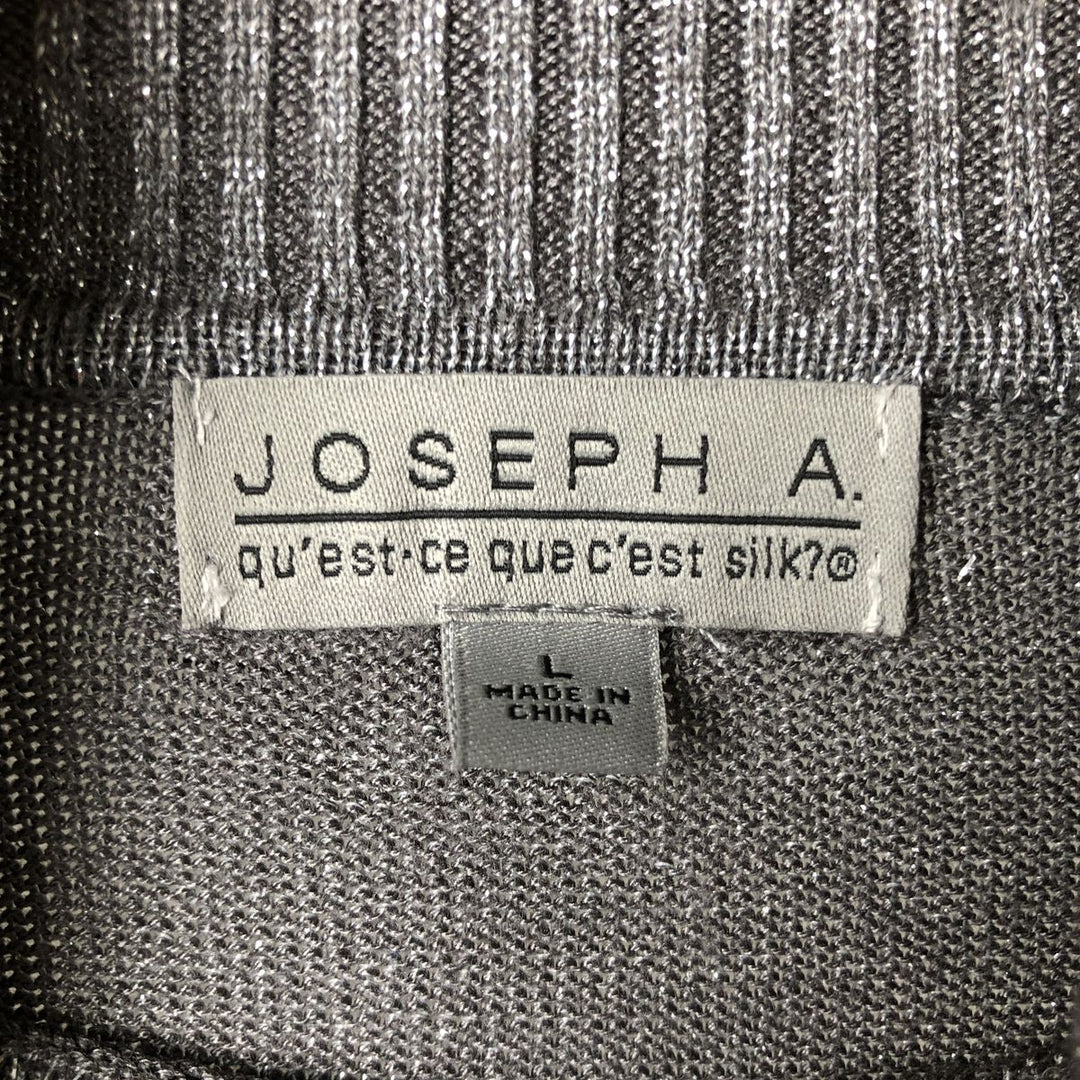 JOSEPH A.
qu'est-ce que c'est silk?®
L
MADE IN
CHINA